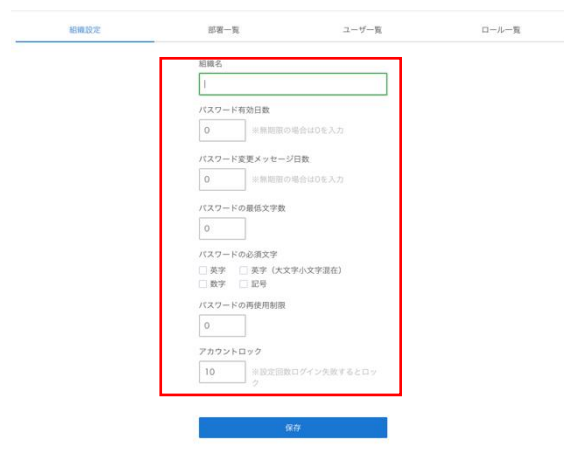 組織設定 部署一覧 ユーザ一覧 ロール一覧
組織名
パスワード有効日数
0 ※無期限の場合は0を入力
パスワード変更メッセージ日数
0 ※無期限の場合は0を入力
パスワードの最低文字数
0
パスワードの必須文字
英字 英字（大文字小文字混在）
数字 記号
パスワードの再使用制限
0
アカウントロック
10 ※設定回数ログイン失敗するとロッ
ク
保存